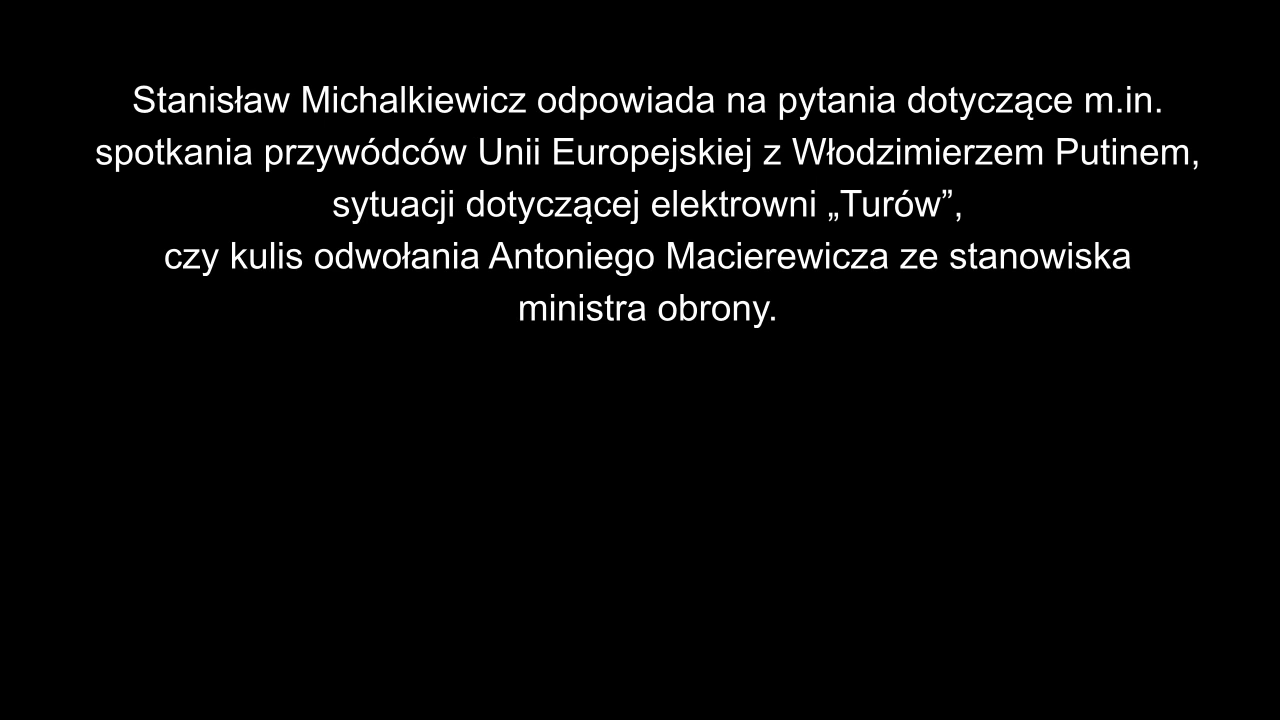 Stanisław Michalkiewicz odpowiada na pytania dotyczące m.in.
spotkania przywódców Unii Europejskiej z Włodzimierzem Putinem,
sytuacji dotyczącej elektrowni „Turów”,
czy kulis odwołania Antoniego Macierewicza ze stanowiska
ministra obrony.